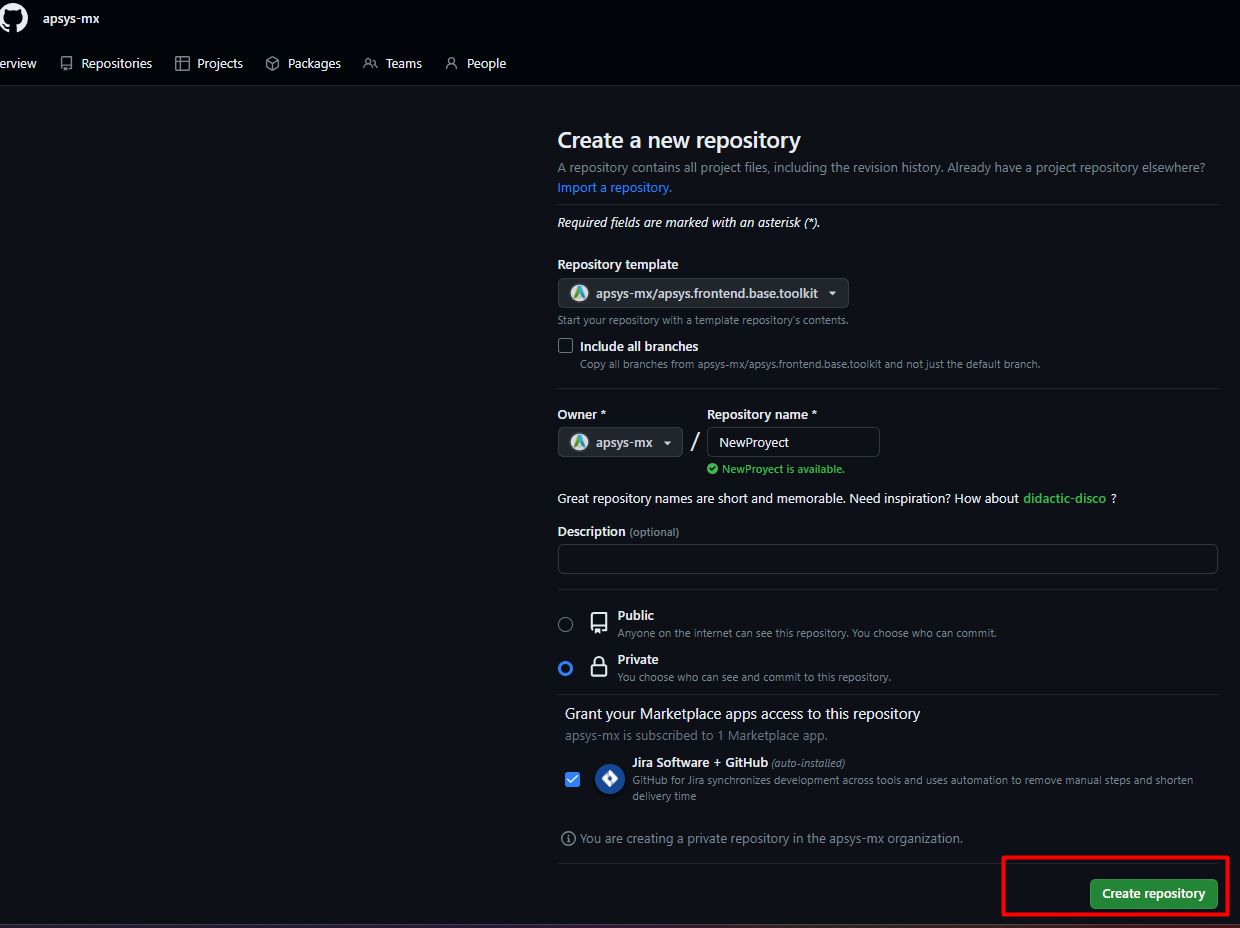 apsys-mx
erview Repositories Projects Packages Teams People
Create a new repository
A repository contains all project files, including the revision history. Already have a project repository elsewhere?
Import a repository.
Required fields are marked with an asterisk (*).
Repository template
apsys-mx/apsys.frontend.base.toolkit
Start your repository with a template repository's contents.
Include all branches
Copy all branches from apsys-mx/apsys.frontend.base.toolkit and not just the default branch.
Owner * Repository name *
apsys-mx / NewProyect
NewProyect is available.
Great repository names are short and memorable. Need inspiration? How about didactic-disco ?
Description (optional)
Public
Anyone on the internet can see this repository. You choose who can commit.
Private
You choose who can see and commit to this repository.
Grant your Marketplace apps access to this repository
apsys-mx is subscribed to 1 Marketplace app.
Jira Software + GitHub (auto-installed)
GitHub for Jira synchronizes development across tools and uses automation to remove manual steps and shorten
delivery time
You are creating a private repository in the apsys-mx organization.
Create repository